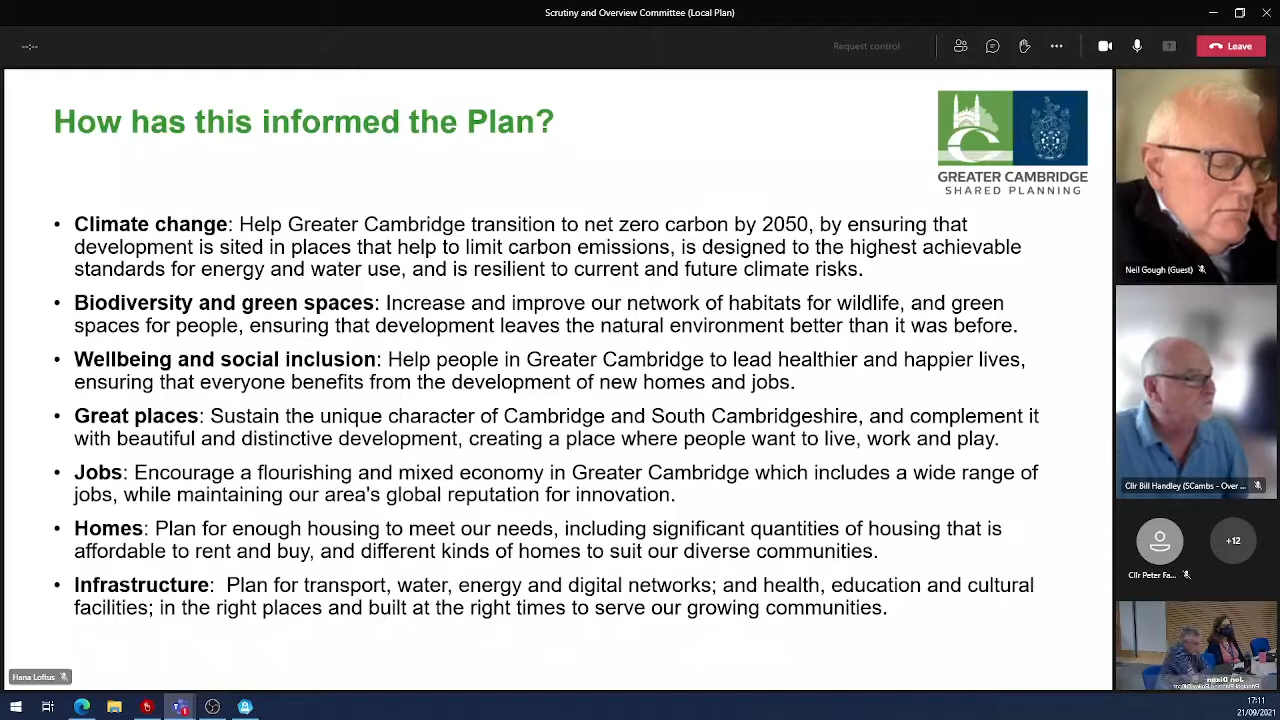 Scrutiny and Overview Committee (Local Plan)
--:--
Request control
Leave
How has this informed the Plan?
GREATER CAMBRIDGE
SHARED PLANNING
• Climate change: Help Greater Cambridge transition to net zero carbon by 2050, by ensuring that
development is sited in places that help to limit carbon emissions, is designed to the highest achievable
standards for energy and water use, and is resilient to current and future climate risks.
• Biodiversity and green spaces: Increase and improve our network of habitats for wildlife, and green
spaces for people, ensuring that development leaves the natural environment better than it was before.
• Wellbeing and social inclusion: Help people in Greater Cambridge to lead healthier and happier lives,
ensuring that everyone benefits from the development of new homes and jobs.
• Great places: Sustain the unique character of Cambridge and South Cambridgeshire, and complement it
with beautiful and distinctive development, creating a place where people want to live, work and play.
• Jobs: Encourage a flourishing and mixed economy in Greater Cambridge which includes a wide range of
jobs, while maintaining our area's global reputation for innovation.
• Homes: Plan for enough housing to meet our needs, including significant quantities of housing that is
affordable to rent and buy, and different kinds of homes to suit our diverse communities.
• Infrastructure: Plan for transport, water, energy and digital networks; and health, education and cultural
facilities; in the right places and built at the right times to serve our growing communities.
Hana Loftus
Neil Gough (Guest)
Cllr Bill Handley (SCambs - Over ...
Cllr Peter Fa...
+12
Jon Dixon
17:11
21/09/2021